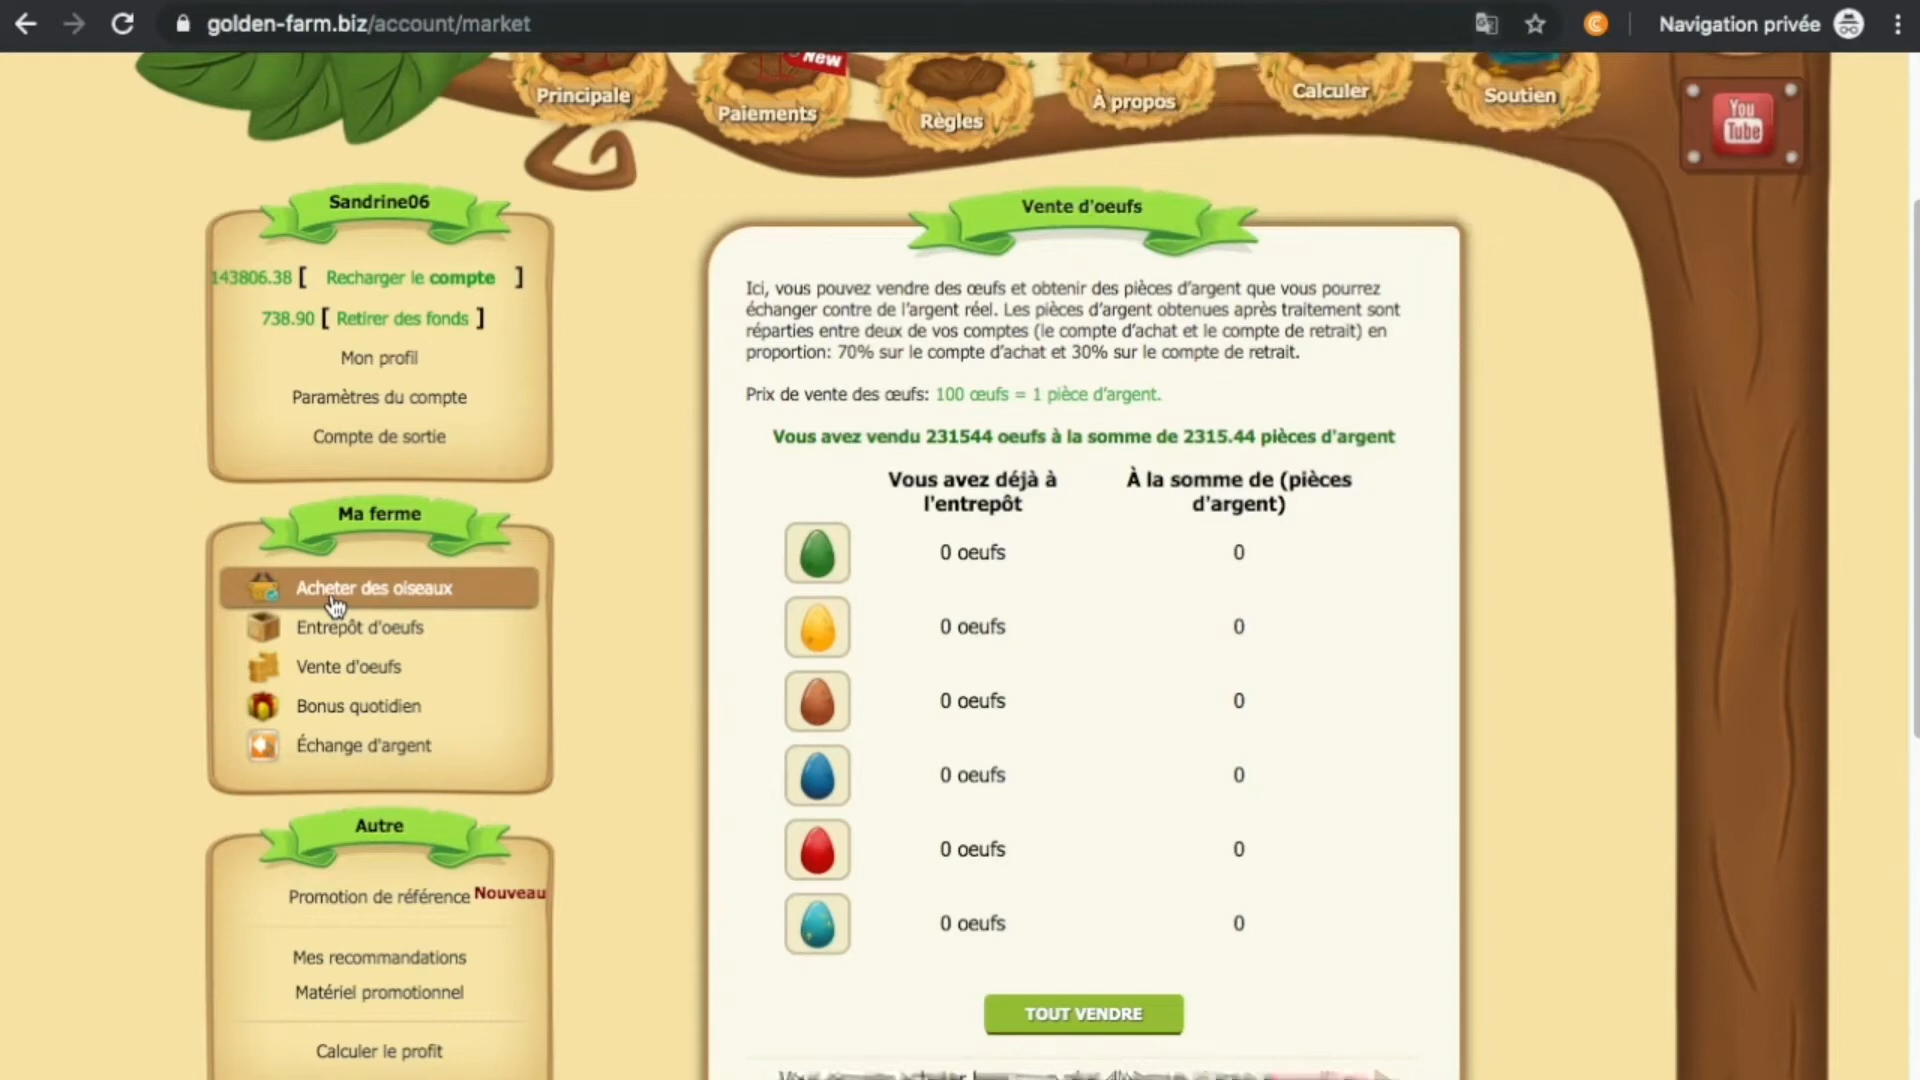 golden-farm.biz/account/market
Navigation privée
New
Principale
Paiements
Règles
À propos
Calculer
Soutien
You
Tube
Sandrine06
143806.38 [ Recharger le compte ]
738.90 [ Retirer des fonds ]
Mon profil
Paramètres du compte
Compte de sortie
Ma ferme
Acheter des oiseaux
Entrepôt d'oeufs
Vente d'oeufs
Bonus quotidien
Échange d'argent
Autre
Promotion de référence Nouveau
Mes recommandations
Matériel promotionnel
Calculer le profit
Vente d'oeufs
Ici, vous pouvez vendre des œufs et obtenir des pièces d'argent que vous pourrez
échanger contre de l'argent réel. Les pièces d'argent obtenues après traitement sont
réparties entre deux de vos comptes (le compte d'achat et le compte de retrait) en
proportion: 70% sur le compte d'achat et 30% sur le compte de retrait.
Prix de vente des œufs: 100 œufs = 1 pièce d'argent.
Vous avez vendu 231544 oeufs à la somme de 2315.44 pièces d'argent
Vous avez déjà à
l'entrepôt
À la somme de (pièces
d'argent)
0 oeufs 0
0 oeufs 0
0 oeufs 0
0 oeufs 0
0 oeufs 0
0 oeufs 0
TOUT VENDRE